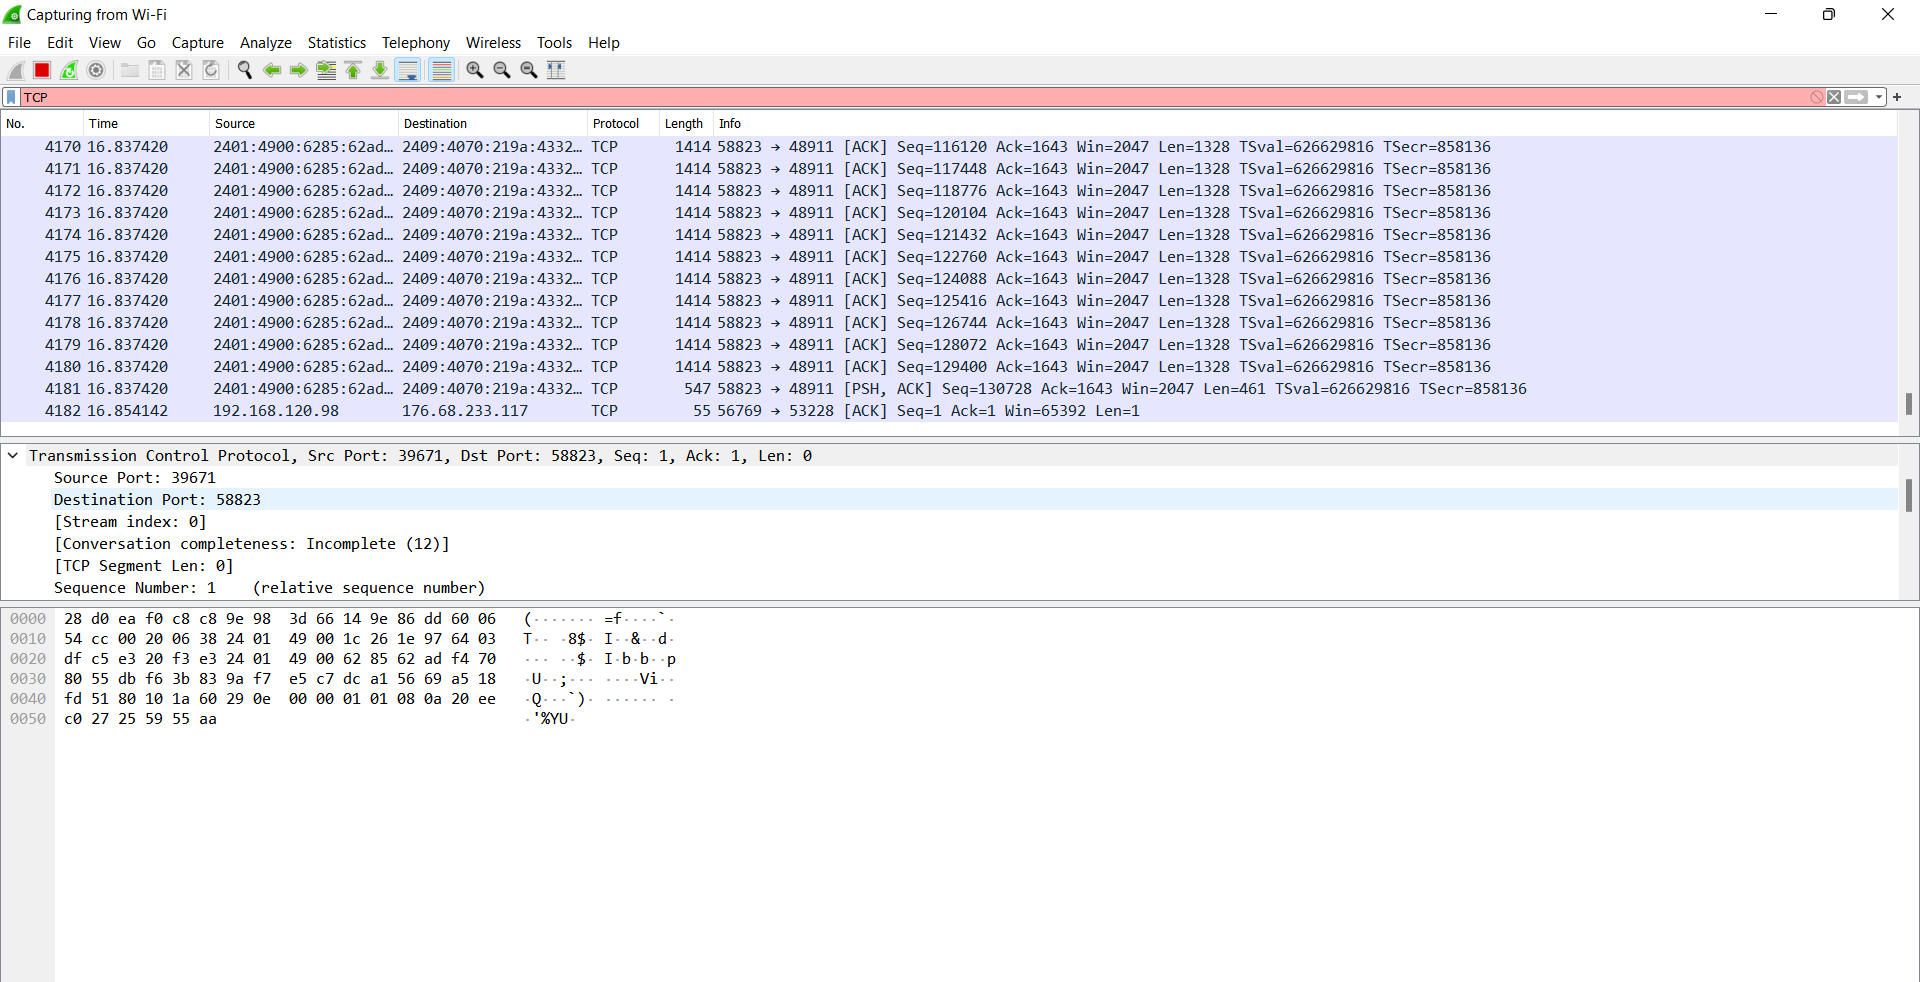 Capturing from Wi-Fi
File Edit View Go Capture Analyze Statistics Telephony Wireless Tools Help
TCP
No. Time Source Destination Protocol Length Info
4170 16.837420 2401:4900:6285:62ad… 2409:4070:219a:4332… TCP 1414 58823 → 48911 [ACK] Seq=116120 Ack=1643 Win=2047 Len=1328 TSval=626629816 TSecr=858136
4171 16.837420 2401:4900:6285:62ad… 2409:4070:219a:4332… TCP 1414 58823 → 48911 [ACK] Seq=117448 Ack=1643 Win=2047 Len=1328 TSval=626629816 TSecr=858136
4172 16.837420 2401:4900:6285:62ad… 2409:4070:219a:4332… TCP 1414 58823 → 48911 [ACK] Seq=118776 Ack=1643 Win=2047 Len=1328 TSval=626629816 TSecr=858136
4173 16.837420 2401:4900:6285:62ad… 2409:4070:219a:4332… TCP 1414 58823 → 48911 [ACK] Seq=120104 Ack=1643 Win=2047 Len=1328 TSval=626629816 TSecr=858136
4174 16.837420 2401:4900:6285:62ad… 2409:4070:219a:4332… TCP 1414 58823 → 48911 [ACK] Seq=121432 Ack=1643 Win=2047 Len=1328 TSval=626629816 TSecr=858136
4175 16.837420 2401:4900:6285:62ad… 2409:4070:219a:4332… TCP 1414 58823 → 48911 [ACK] Seq=122760 Ack=1643 Win=2047 Len=1328 TSval=626629816 TSecr=858136
4176 16.837420 2401:4900:6285:62ad… 2409:4070:219a:4332… TCP 1414 58823 → 48911 [ACK] Seq=124088 Ack=1643 Win=2047 Len=1328 TSval=626629816 TSecr=858136
4177 16.837420 2401:4900:6285:62ad… 2409:4070:219a:4332… TCP 1414 58823 → 48911 [ACK] Seq=125416 Ack=1643 Win=2047 Len=1328 TSval=626629816 TSecr=858136
4178 16.837420 2401:4900:6285:62ad… 2409:4070:219a:4332… TCP 1414 58823 → 48911 [ACK] Seq=126744 Ack=1643 Win=2047 Len=1328 TSval=626629816 TSecr=858136
4179 16.837420 2401:4900:6285:62ad… 2409:4070:219a:4332… TCP 1414 58823 → 48911 [ACK] Seq=128072 Ack=1643 Win=2047 Len=1328 TSval=626629816 TSecr=858136
4180 16.837420 2401:4900:6285:62ad… 2409:4070:219a:4332… TCP 1414 58823 → 48911 [ACK] Seq=129400 Ack=1643 Win=2047 Len=1328 TSval=626629816 TSecr=858136
4181 16.837420 2401:4900:6285:62ad… 2409:4070:219a:4332… TCP 547 58823 → 48911 [PSH, ACK] Seq=130728 Ack=1643 Win=2047 Len=461 TSval=626629816 TSecr=858136
4182 16.854142 192.168.120.98 176.68.233.117 TCP 55 56769 → 53228 [ACK] Seq=1 Ack=1 Win=65392 Len=1
Transmission Control Protocol, Src Port: 39671, Dst Port: 58823, Seq: 1, Ack: 1, Len: 0
Source Port: 39671
Destination Port: 58823
[Stream index: 0]
[Conversation completeness: Incomplete (12)]
[TCP Segment Len: 0]
Sequence Number: 1 (relative sequence number)
0000 28 d0 ea f0 c8 c8 9e 98 3d 66 14 9e 86 dd 60 06 (······· =f····`·
0010 54 cc 00 20 06 38 24 01 49 00 1c 26 1e 97 64 03 T·· ·8$· I··&··d·
0020 df c5 e3 20 f3 e3 24 01 49 00 62 85 62 ad f4 70 ··· ··$· I·b·b··p
0030 80 55 db f6 3b 83 9a f7 e5 c7 dc a1 56 69 a5 18 ·U··;··· ····Vi··
0040 fd 51 80 10 1a 60 29 0e 00 00 01 01 08 0a 20 ee ·Q···`)· ······ ·
0050 c0 27 25 59 55 aa ·'%YU·